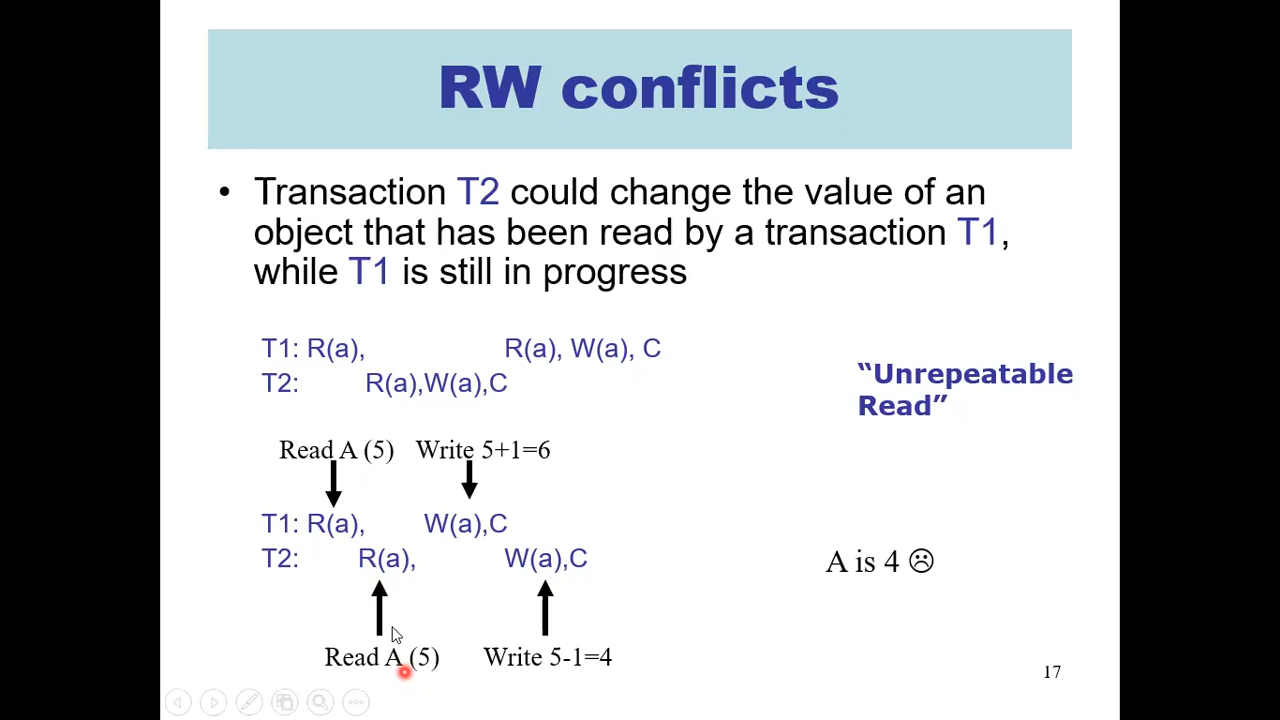 RW conflicts
• Transaction T2 could change the value of an
object that has been read by a transaction T1,
while T1 is still in progress
T1: R(a), R(a), W(a), C
T2: R(a),W(a),C
“Unrepeatable
Read”
Read A (5) Write 5+1=6
T1: R(a), W(a),C
T2: R(a), W(a),C
A is 4 ☹
Read A (5) Write 5-1=4
17